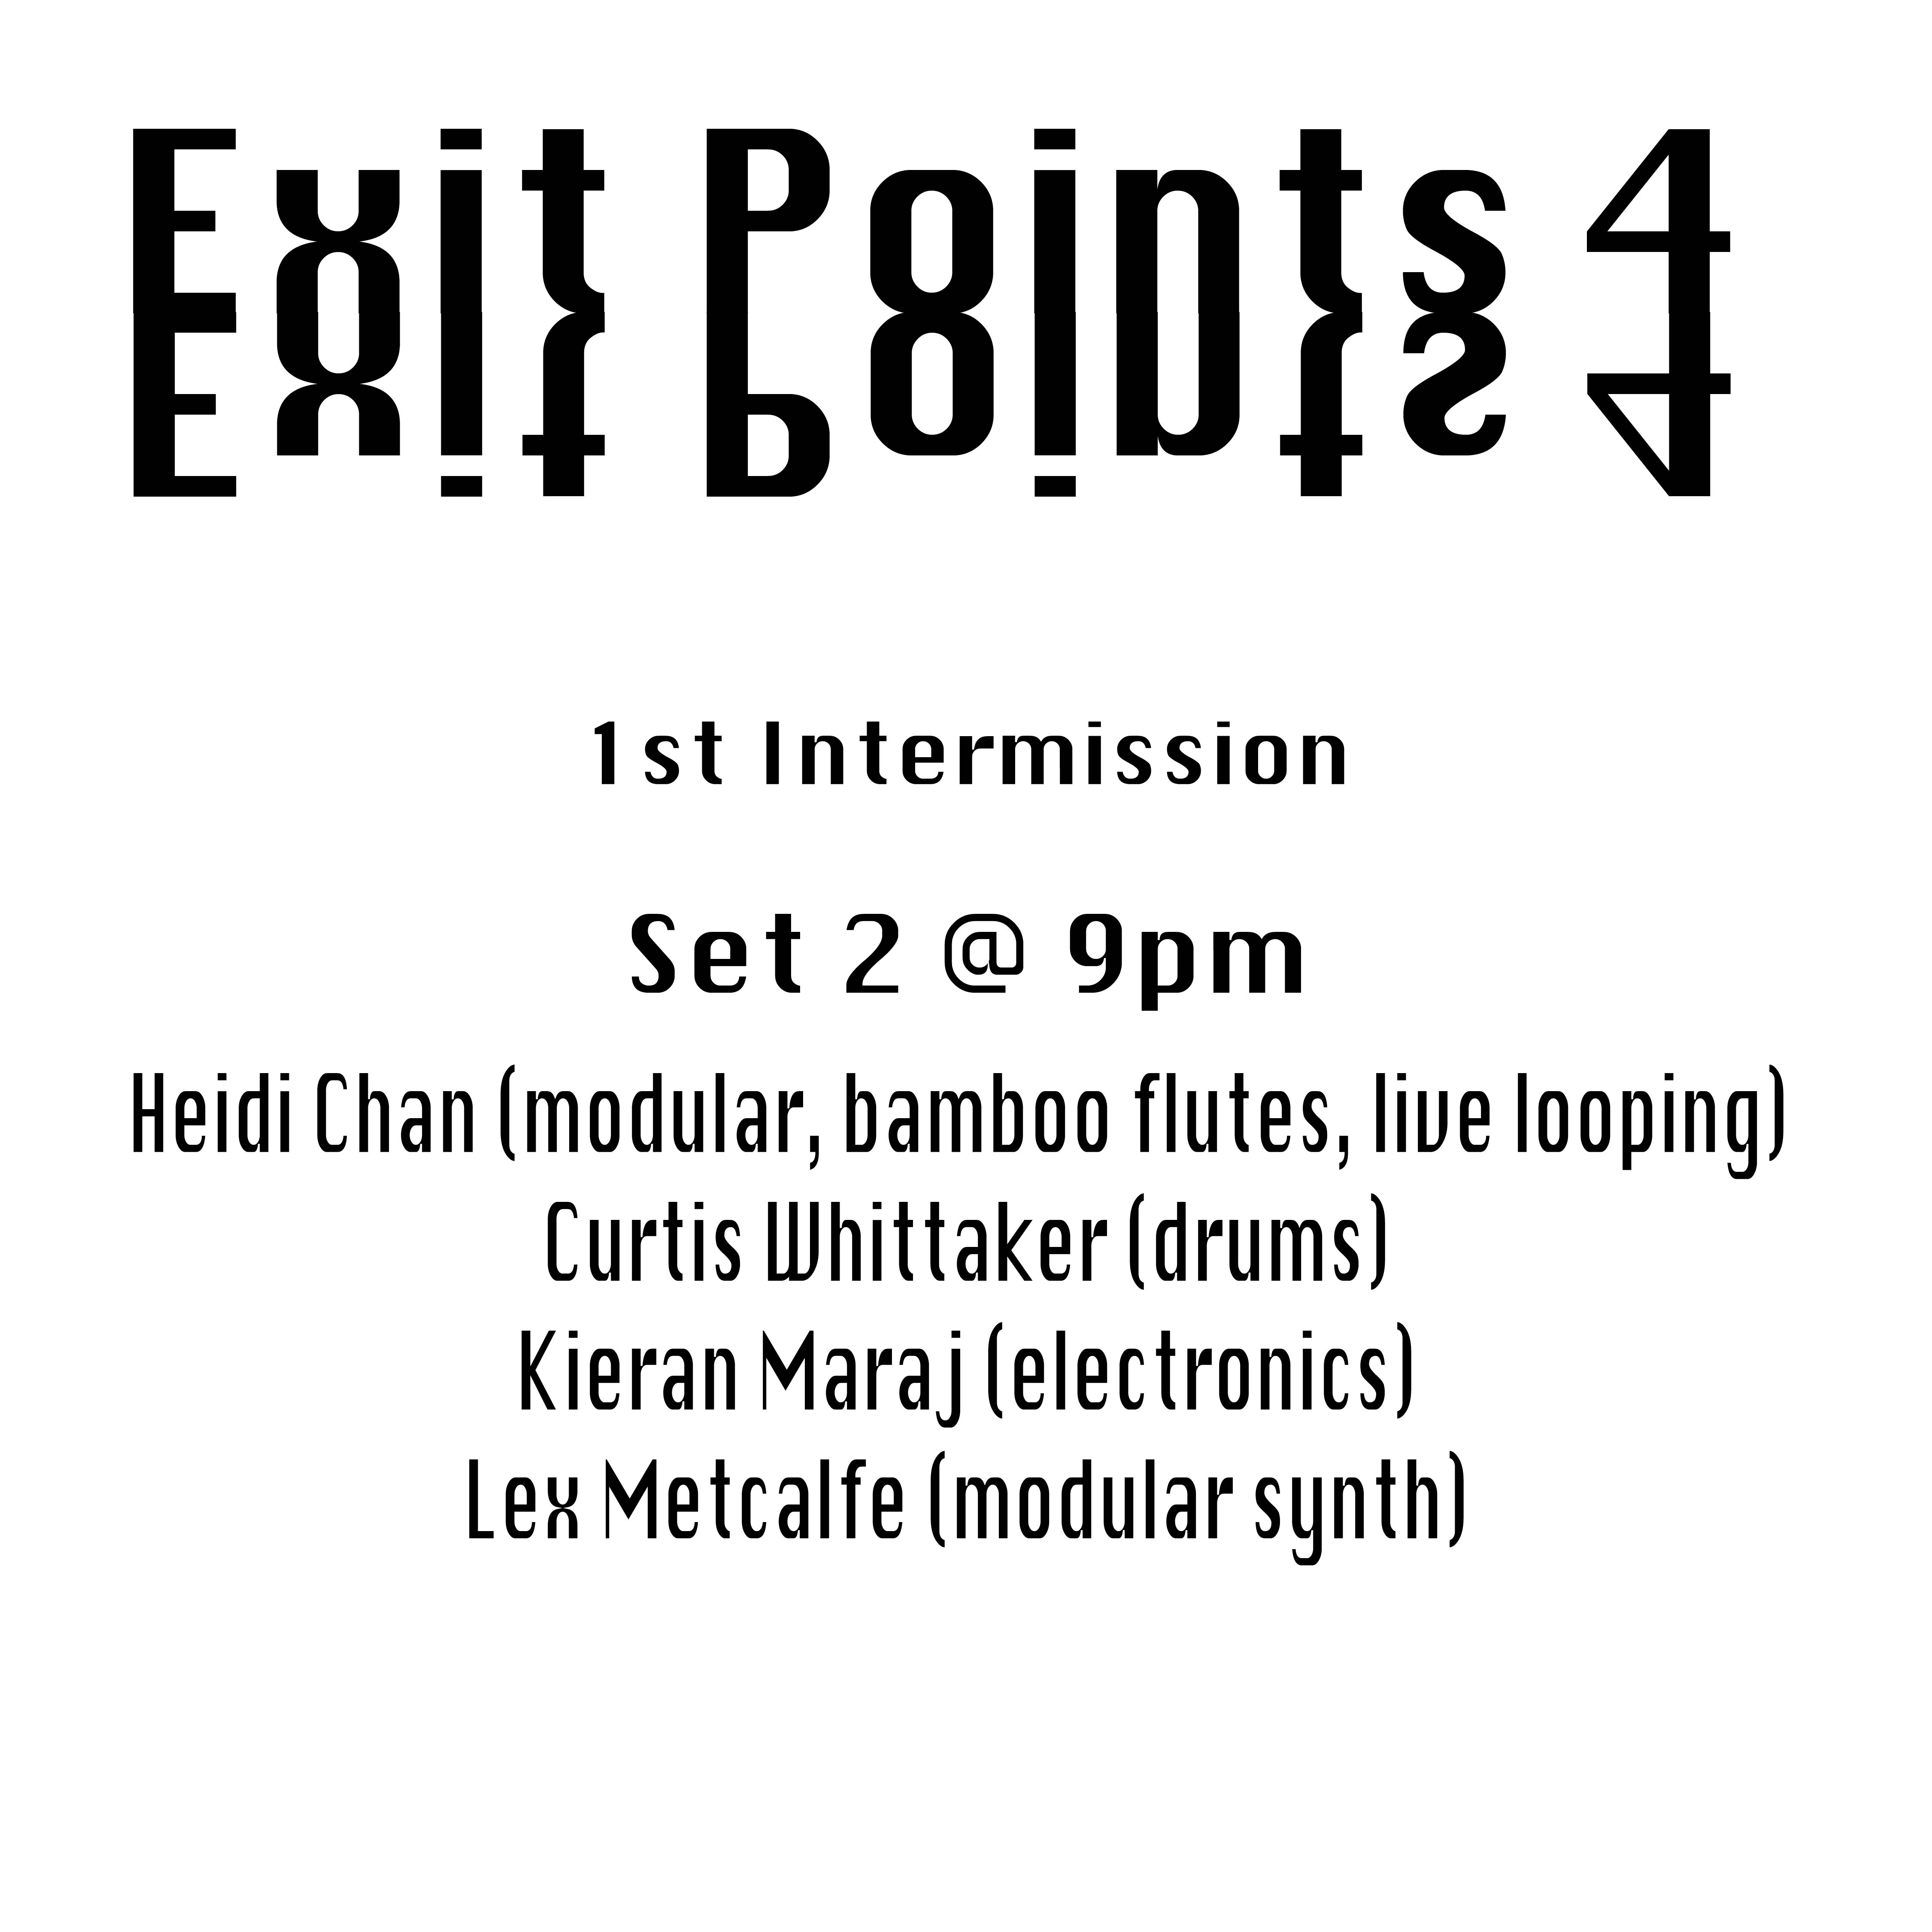 Exit Points 4
1st Intermission
Set 2 @ 9pm
Heidi Chan (modular, bamboo flutes, live looping)
Curtis Whittaker (drums)
Kieran Maraj (electronics)
Lex Metcalfe (modular synth)